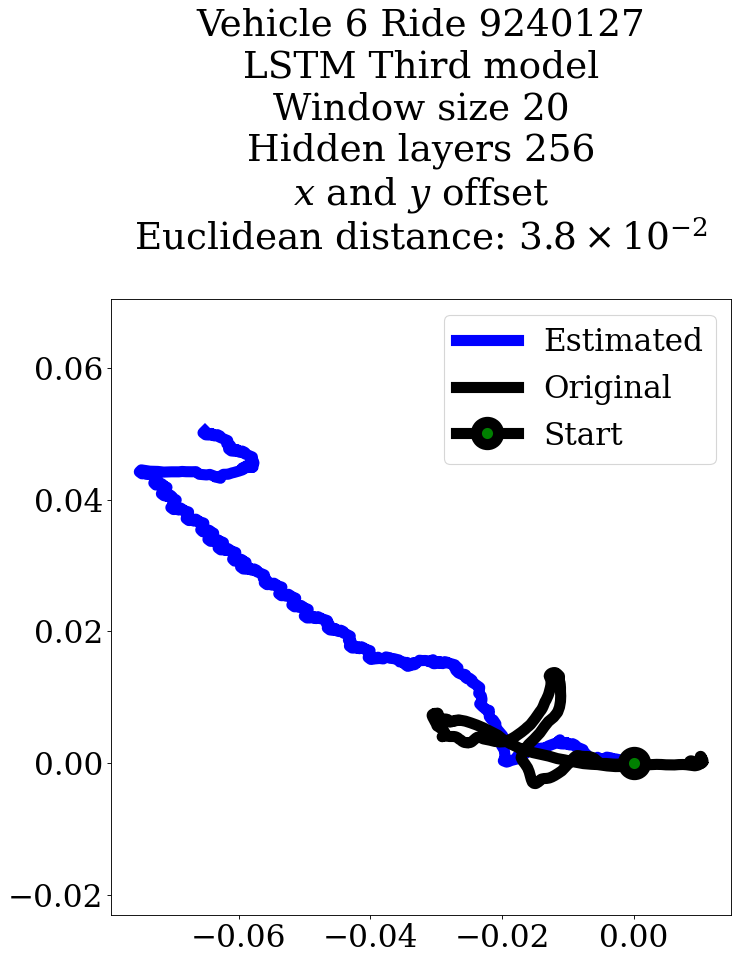 Vehicle 6 Ride 9240127
LSTM Third model
Window size 20
Hidden layers 256
x and y offset
Euclidean distance: 3.8 × 10⁻²
Estimated
Original
Start
0.06
0.04
0.02
0.00
−0.02
−0.06 −0.04 −0.02 0.00